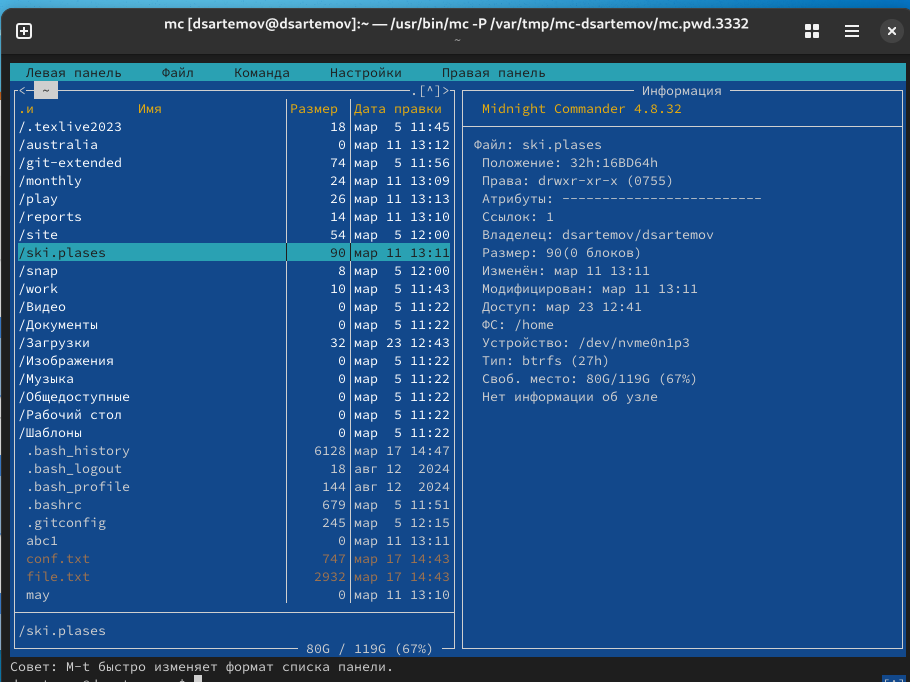 mc [dsartemov@dsartemov]:~ — /usr/bin/mc -P /var/tmp/mc-dsartemov/mc.pwd.3332
~
Левая панель Файл Команда Настройки Правая панель
<─ ~ .[^]>
.и Имя Размер Дата правки
/.texlive2023 18 мар 5 11:45
/australia 0 мар 11 13:12
/git-extended 74 мар 5 11:56
/monthly 24 мар 11 13:09
/play 26 мар 11 13:13
/reports 14 мар 11 13:10
/site 54 мар 5 12:00
/ski.plases 90 мар 11 13:11
/snap 8 мар 5 12:00
/work 10 мар 5 11:43
/Видео 0 мар 5 11:22
/Документы 0 мар 5 11:22
/Загрузки 32 мар 23 12:43
/Изображения 0 мар 5 11:22
/Музыка 0 мар 5 11:22
/Общедоступные 0 мар 5 11:22
/Рабочий стол 0 мар 5 11:22
/Шаблоны 0 мар 5 11:22
.bash_history 6128 мар 17 14:47
.bash_logout 18 авг 12 2024
.bash_profile 144 авг 12 2024
.bashrc 679 мар 5 11:51
.gitconfig 245 мар 5 12:15
abc1 0 мар 11 13:11
conf.txt 747 мар 17 14:43
file.txt 2932 мар 17 14:43
may 0 мар 11 13:10
/ski.plases
80G / 119G (67%)
Информация
Midnight Commander 4.8.32
Файл: ski.plases
Положение: 32h:16BD64h
Права: drwxr-xr-x (0755)
Атрибуты: -------------------------
Ссылок: 1
Владелец: dsartemov/dsartemov
Размер: 90(0 блоков)
Изменён: мар 11 13:11
Модифицирован: мар 11 13:11
Доступ: мар 23 12:41
ФС: /home
Устройство: /dev/nvme0n1p3
Тип: btrfs (27h)
Своб. место: 80G/119G (67%)
Нет информации об узле
Совет: M-t быстро изменяет формат списка панели.